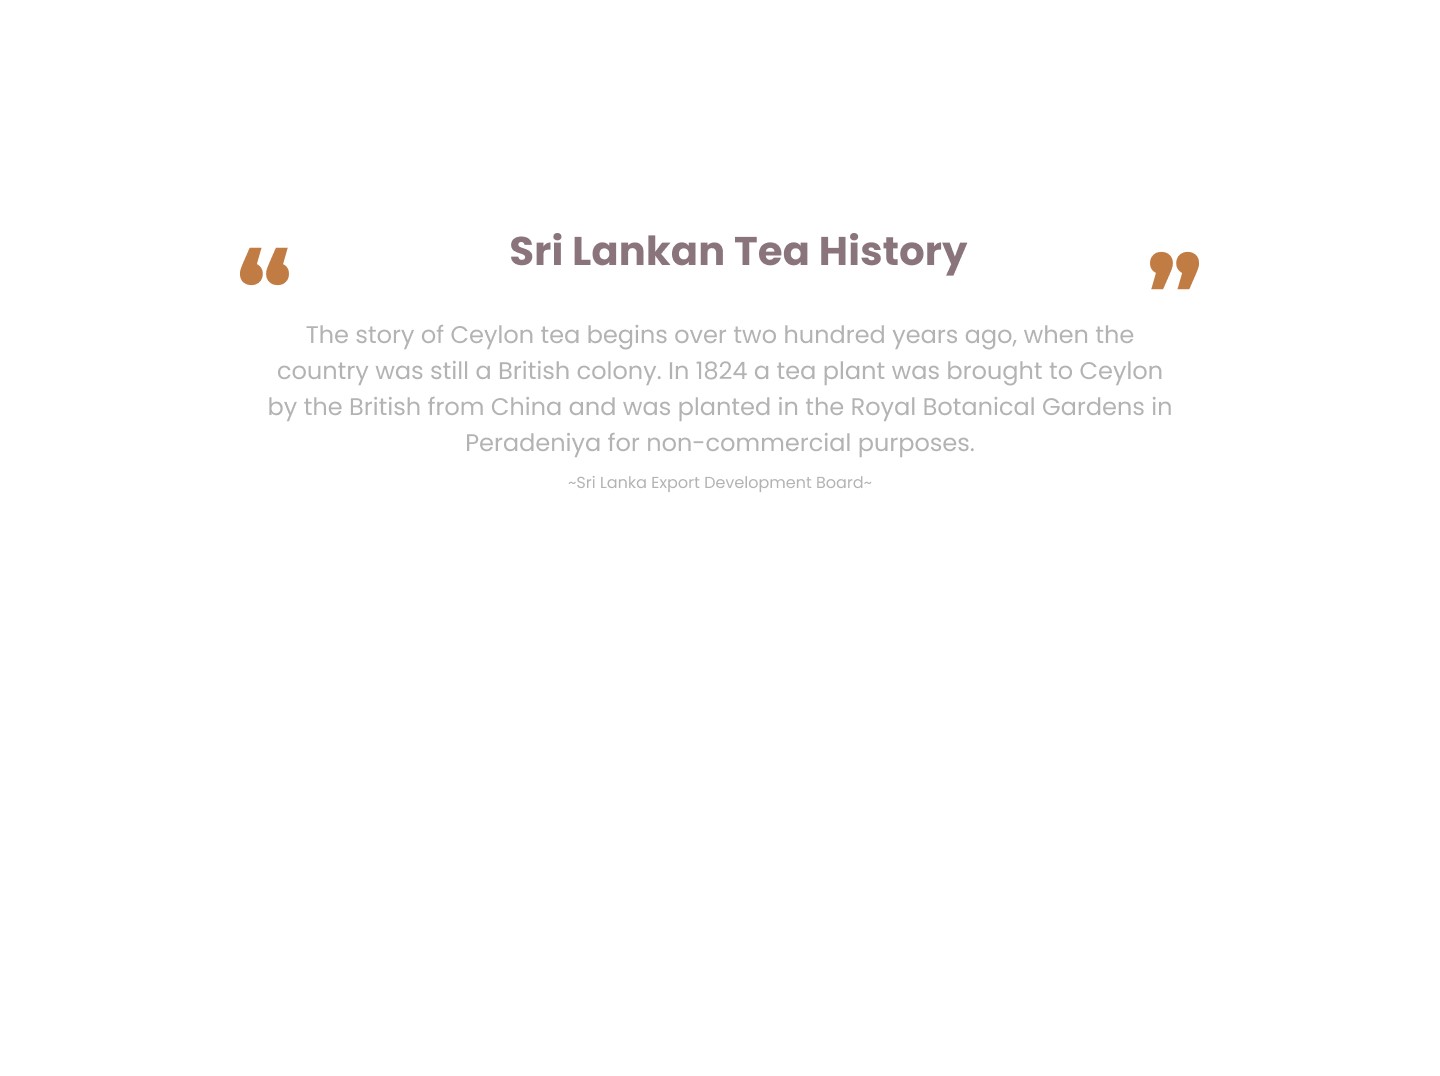 “ Sri Lankan Tea History ”
The story of Ceylon tea begins over two hundred years ago, when the
country was still a British colony. In 1824 a tea plant was brought to Ceylon
by the British from China and was planted in the Royal Botanical Gardens in
Peradeniya for non-commercial purposes.
~Sri Lanka Export Development Board~